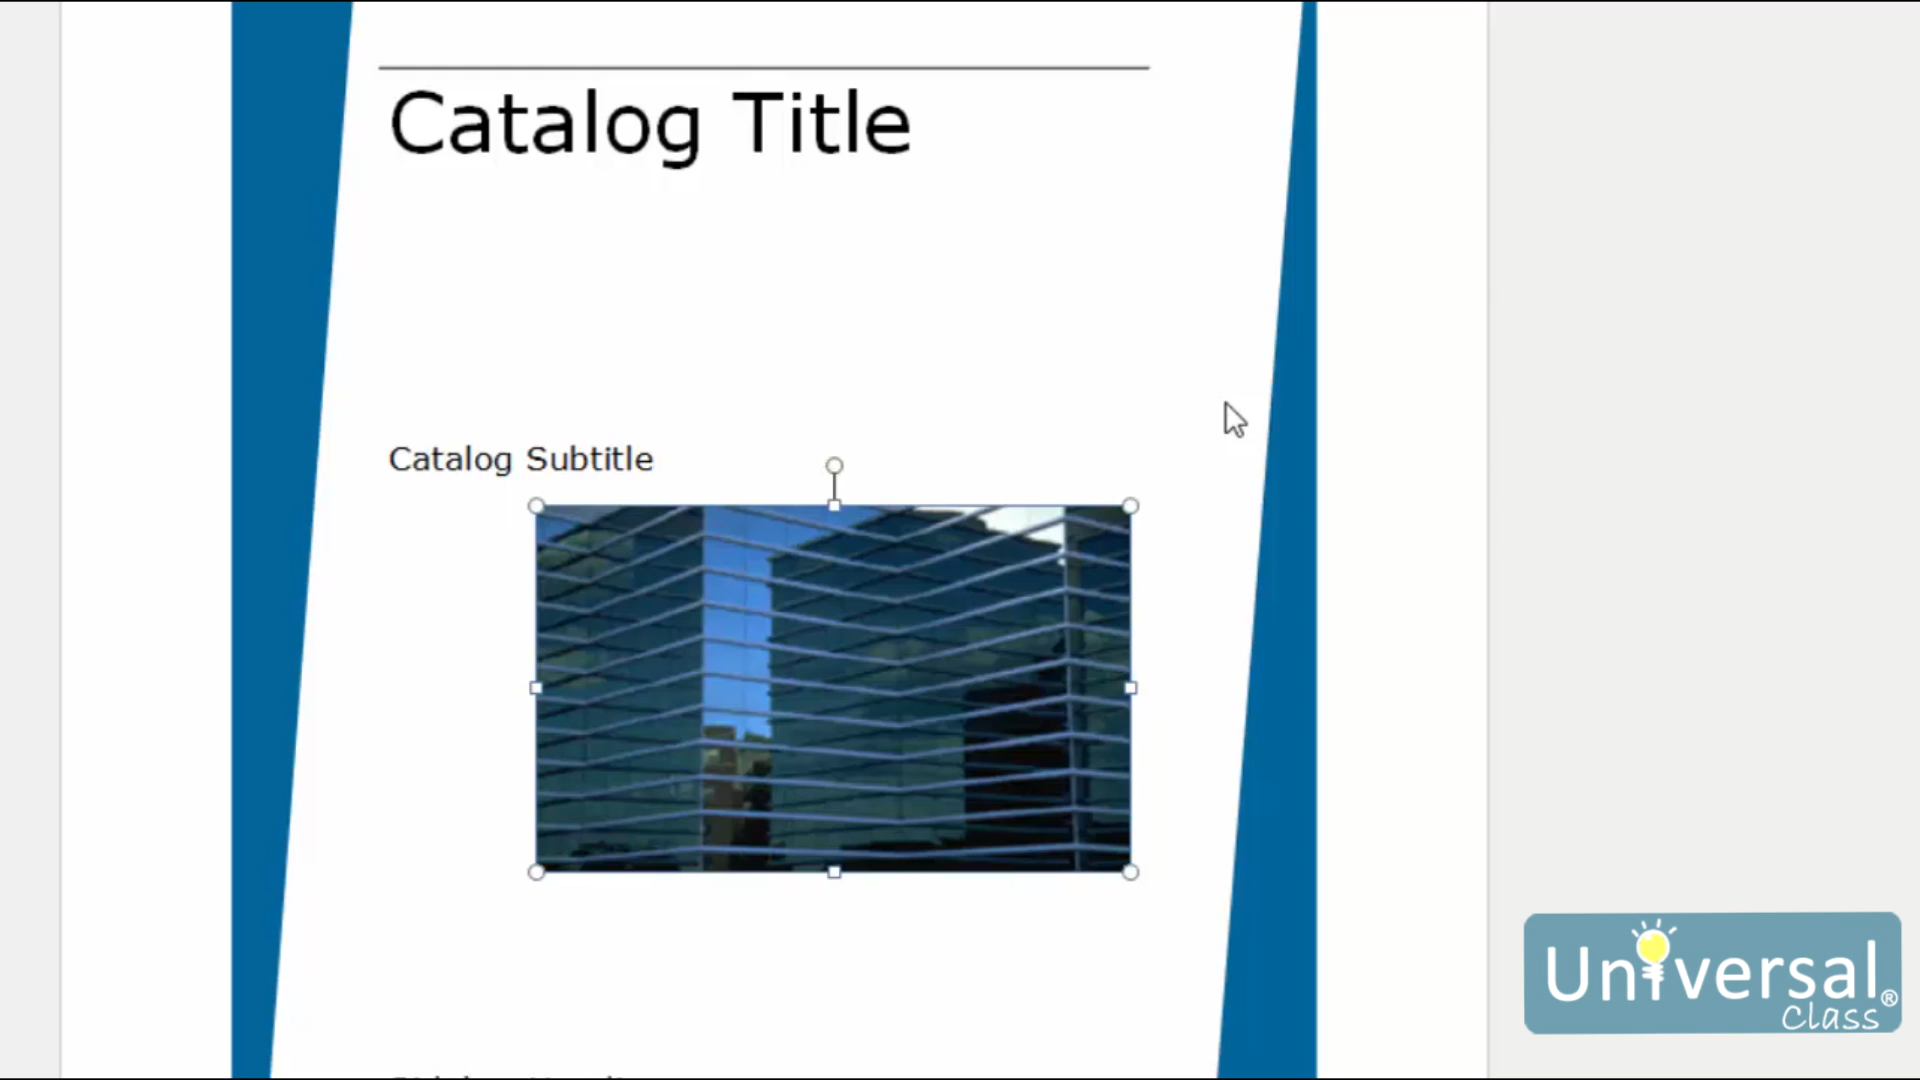 Catalog Title
Catalog Subtitle
Universal®
Class